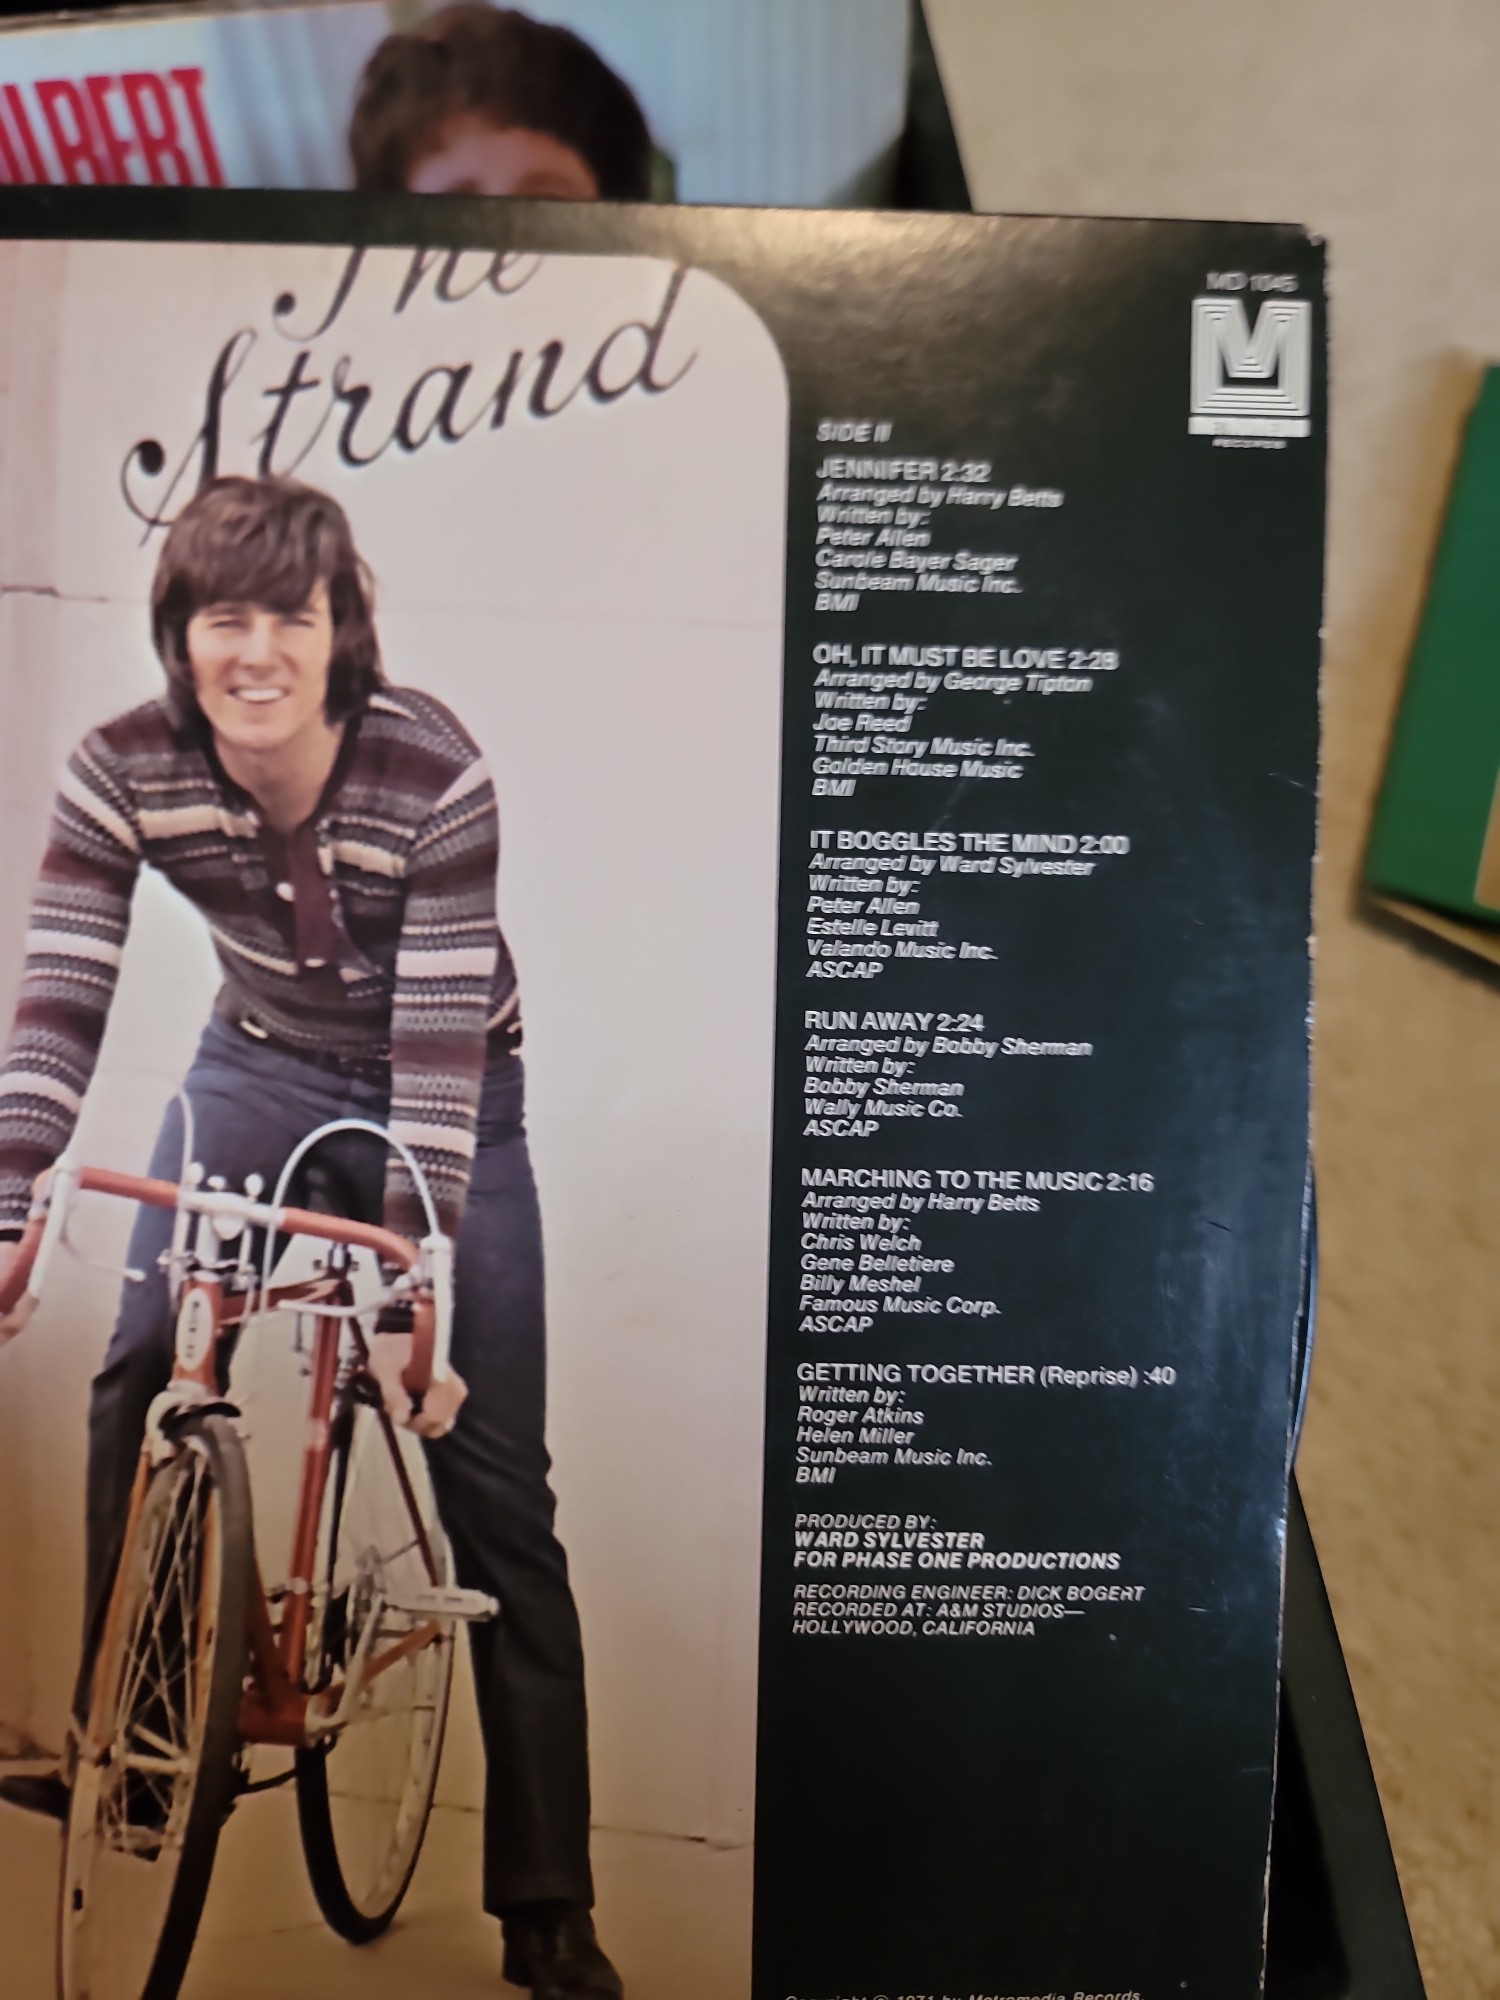 The
Strand
MD 1045
RECORDS
SIDE II
JENNIFER 2:32
Arranged by Harry Betts
Written by:
Peter Allen
Carole Bayer Sager
Sunbeam Music Inc.
BMI
OH, IT MUST BE LOVE 2:28
Arranged by George Tipton
Written by:
Joe Reed
Third Story Music Inc.
Golden House Music
BMI
IT BOGGLES THE MIND 2:00
Arranged by Ward Sylvester
Written by:
Peter Allen
Estelle Levitt
Valando Music Inc.
ASCAP
RUN AWAY 2:24
Arranged by Bobby Sherman
Written by:
Bobby Sherman
Wally Music Co.
ASCAP
MARCHING TO THE MUSIC 2:16
Arranged by Harry Betts
Written by:
Chris Welch
Gene Belletiere
Billy Meshel
Famous Music Corp.
ASCAP
GETTING TOGETHER (Reprise) :40
Written by:
Roger Atkins
Helen Miller
Sunbeam Music Inc.
BMI
PRODUCED BY:
WARD SYLVESTER
FOR PHASE ONE PRODUCTIONS
RECORDING ENGINEER: DICK BOGERT
RECORDED AT: A&M STUDIOS—
HOLLYWOOD, CALIFORNIA
Copyright © 1971 by Metromedia Records.